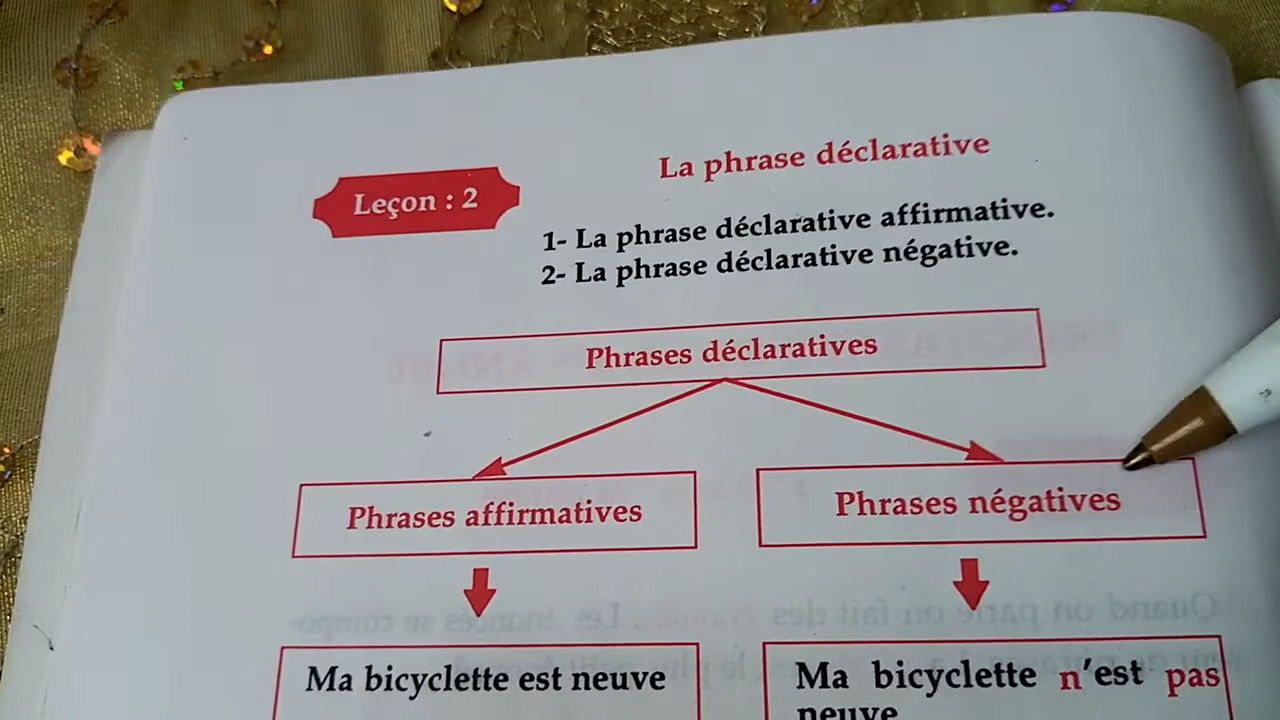 La phrase déclarative
Leçon : 2
1- La phrase déclarative affirmative.
2- La phrase déclarative négative.
Phrases déclaratives
Phrases affirmatives
Phrases négatives
Ma bicyclette est neuve
Ma bicyclette n'est pas
neuve